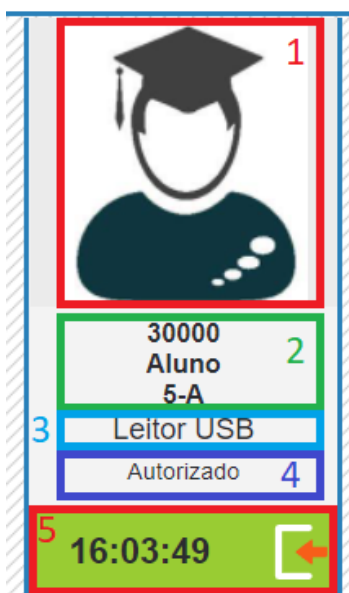 1
30000
Aluno
5-A
2
3
Leitor USB
Autorizado
4
5
16:03:49